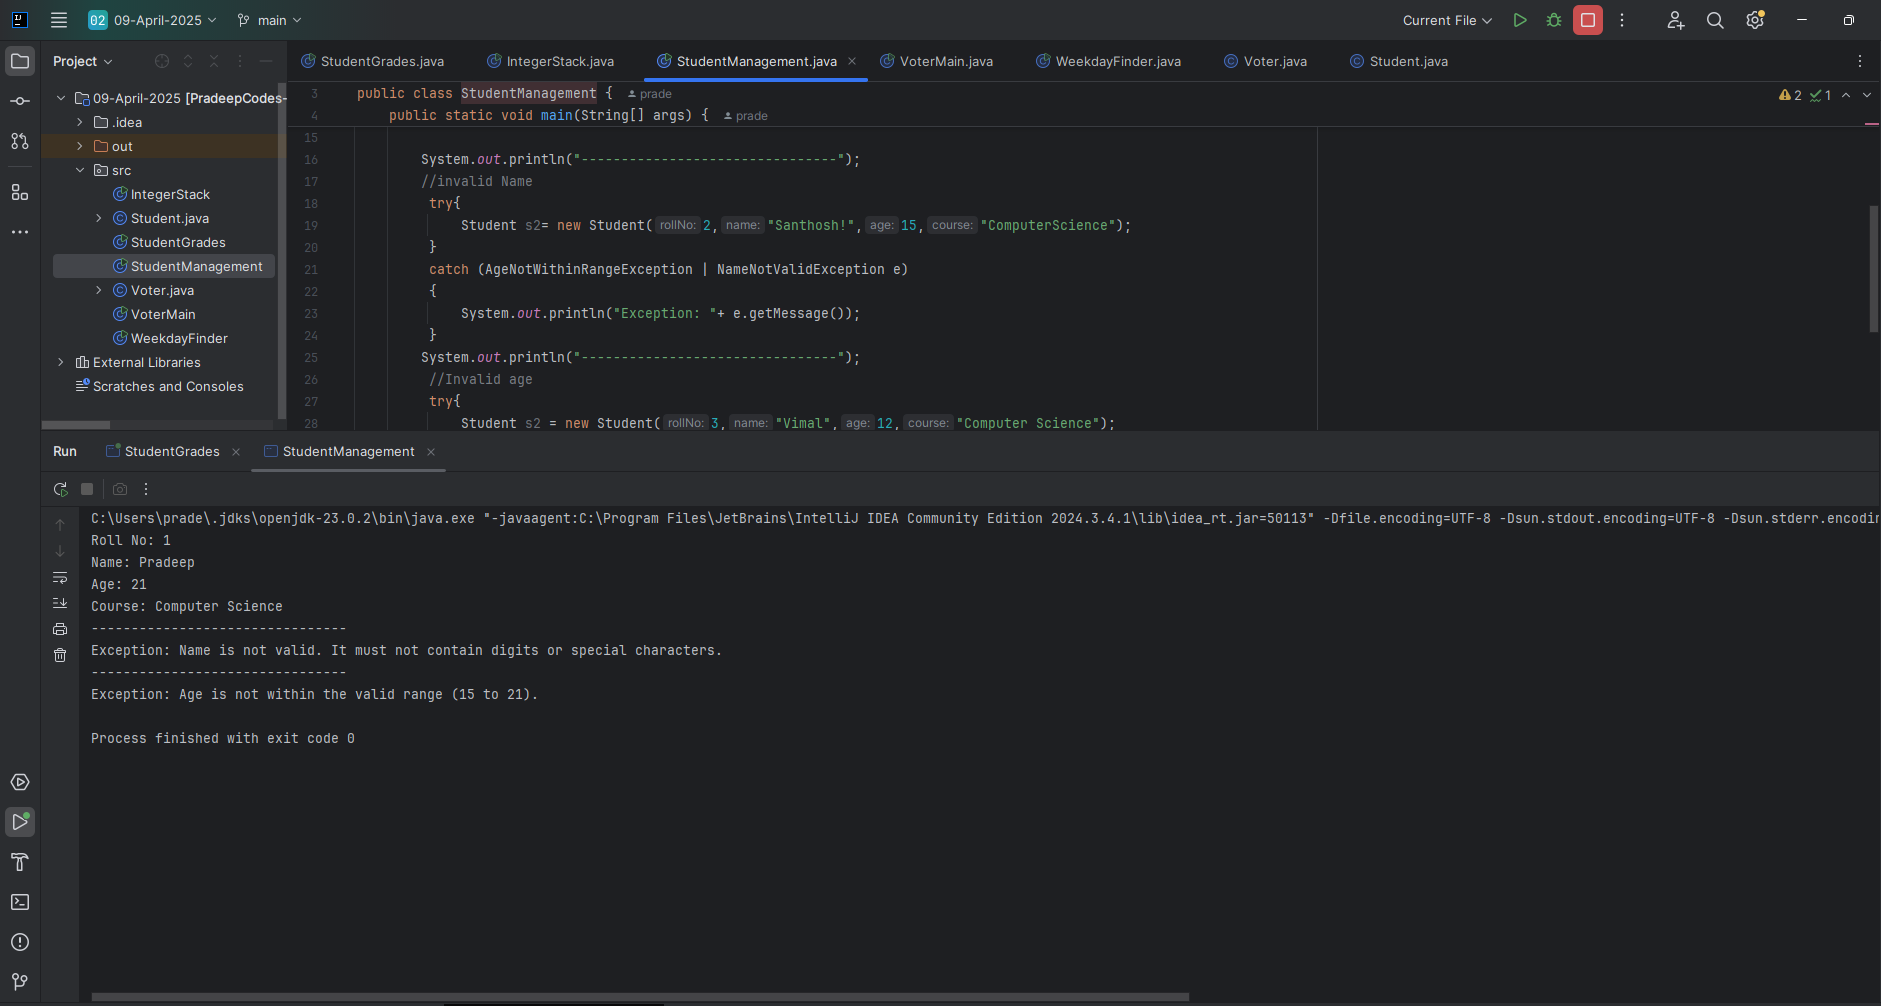 02 09-April-2025 main Current File
Project
StudentGrades.java IntegerStack.java StudentManagement.java VoterMain.java WeekdayFinder.java Voter.java Student.java
09-April-2025 [PradeepCodes-
.idea
out
src
IntegerStack
Student.java
StudentGrades
StudentManagement
Voter.java
VoterMain
WeekdayFinder
External Libraries
Scratches and Consoles
2 1
3 public class StudentManagement { prade
4 public static void main(String[] args) { prade
15
16 System.out.println("--------------------------------");
17 //invalid Name
18 try{
19 Student s2= new Student( rollNo: 2, name: "Santhosh!", age: 15, course: "ComputerScience");
20 }
21 catch (AgeNotWithinRangeException | NameNotValidException e)
22 {
23 System.out.println("Exception: "+ e.getMessage());
24 }
25 System.out.println("--------------------------------");
26 //Invalid age
27 try{
28 Student s2 = new Student( rollNo: 3, name: "Vimal", age: 12, course: "Computer Science");
Run StudentGrades StudentManagement
C:\Users\prade\.jdks\openjdk-23.0.2\bin\java.exe "-javaagent:C:\Program Files\JetBrains\IntelliJ IDEA Community Edition 2024.3.4.1\lib\idea_rt.jar=50113" -Dfile.encoding=UTF-8 -Dsun.stdout.encoding=UTF-8 -Dsun.stderr.encodin
Roll No: 1
Name: Pradeep
Age: 21
Course: Computer Science
--------------------------------
Exception: Name is not valid. It must not contain digits or special characters.
--------------------------------
Exception: Age is not within the valid range (15 to 21).
Process finished with exit code 0